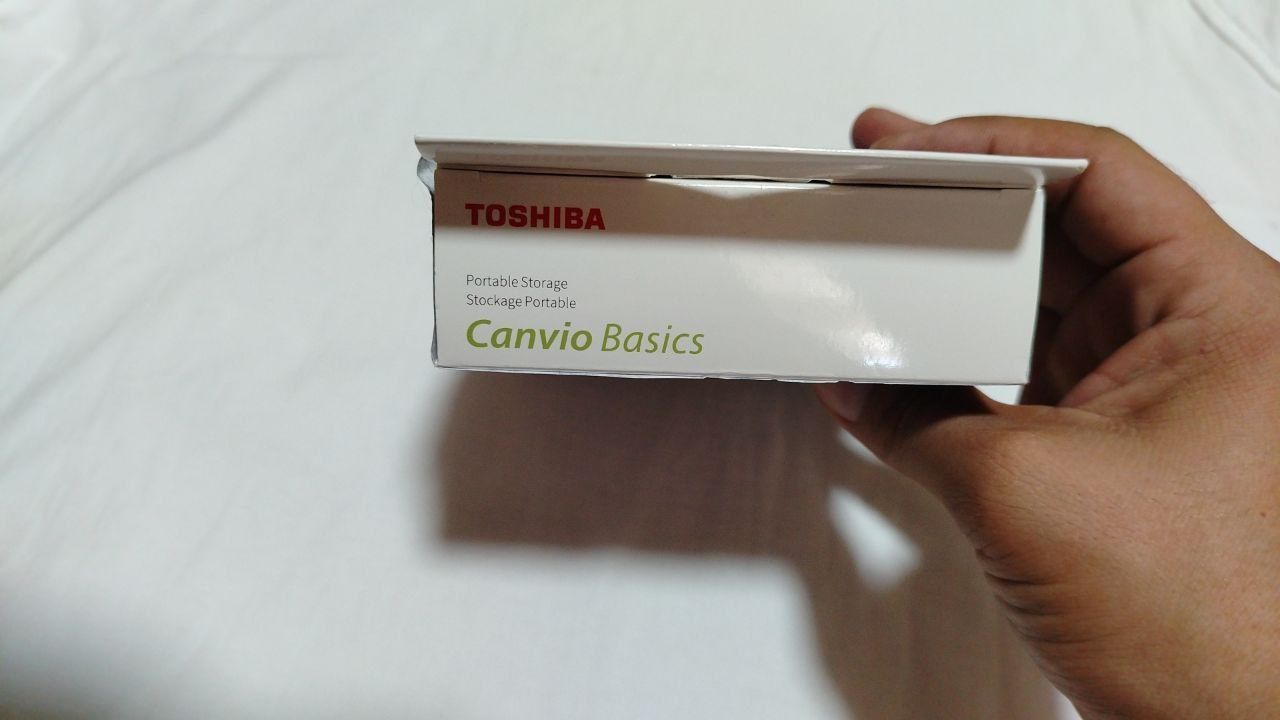 TOSHIBA
Portable Storage
Stockage Portable
Canvio Basics